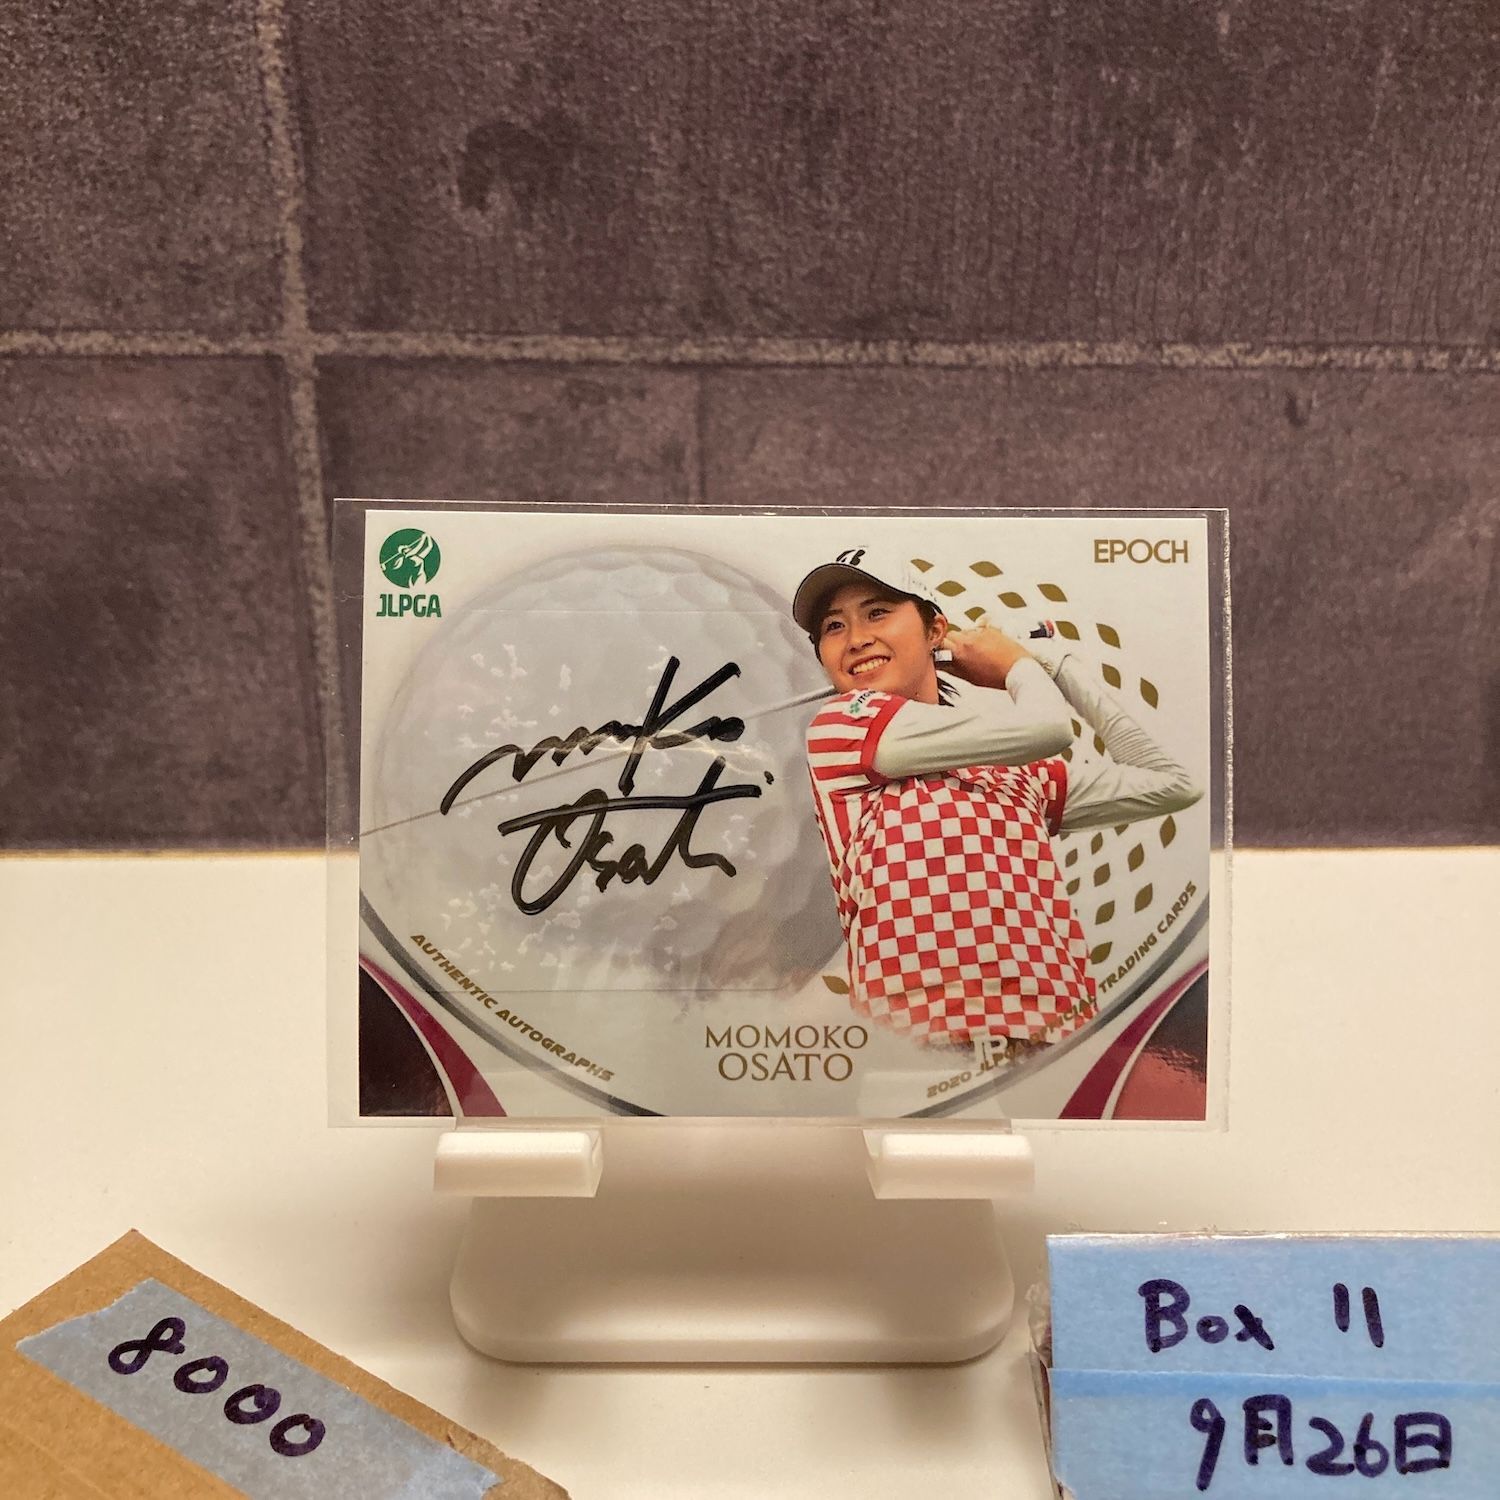 JLPGA
EPOCH
B
Momoko
Osato
AUTHENTIC AUTOGRAPHS
MOMOKO
OSATO
2020 JLPGA OFFICIAL TRADING CARDS
8000
Box 11
9月26日